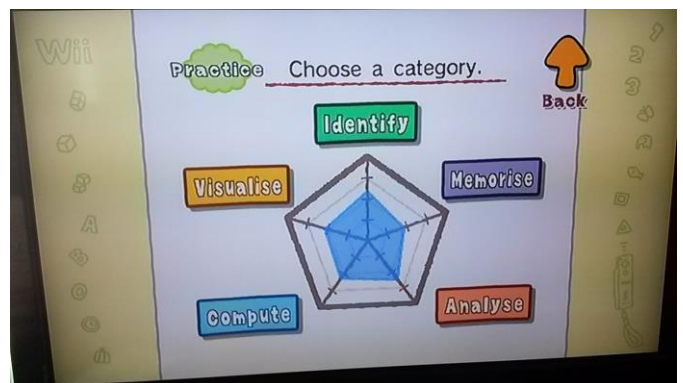 Wii
Practice Choose a category.
Back
Identify
Visualise
Memorise
Compute
Analyse